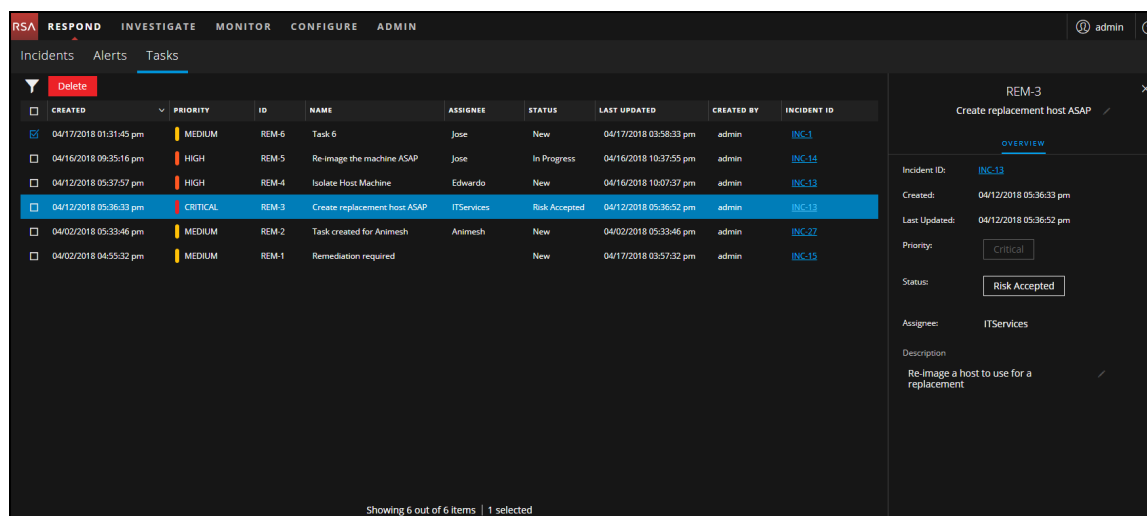 RSA RESPOND INVESTIGATE MONITOR CONFIGURE ADMIN admin
Incidents Alerts Tasks
Delete
CREATED PRIORITY ID NAME ASSIGNEE STATUS LAST UPDATED CREATED BY INCIDENT ID
04/17/2018 01:31:45 pm MEDIUM REM-6 Task 6 Jose New 04/17/2018 03:58:33 pm admin INC-1
04/16/2018 09:35:16 pm HIGH REM-5 Re-image the machine ASAP Jose In Progress 04/16/2018 10:37:55 pm admin INC-14
04/12/2018 05:37:57 pm HIGH REM-4 Isolate Host Machine Edwardo New 04/16/2018 10:07:37 pm admin INC-13
04/12/2018 05:36:33 pm CRITICAL REM-3 Create replacement host ASAP ITServices Risk Accepted 04/12/2018 05:36:52 pm admin INC-13
04/02/2018 05:33:46 pm MEDIUM REM-2 Task created for Animesh Animesh New 04/02/2018 05:33:46 pm admin INC-27
04/02/2018 04:55:32 pm MEDIUM REM-1 Remediation required New 04/17/2018 03:57:32 pm admin INC-15
Showing 6 out of 6 items | 1 selected
REM-3
Create replacement host ASAP
OVERVIEW
Incident ID: INC-13
Created: 04/12/2018 05:36:33 pm
Last Updated: 04/12/2018 05:36:52 pm
Priority: Critical
Status: Risk Accepted
Assignee: ITServices
Description
Re-image a host to use for a
replacement